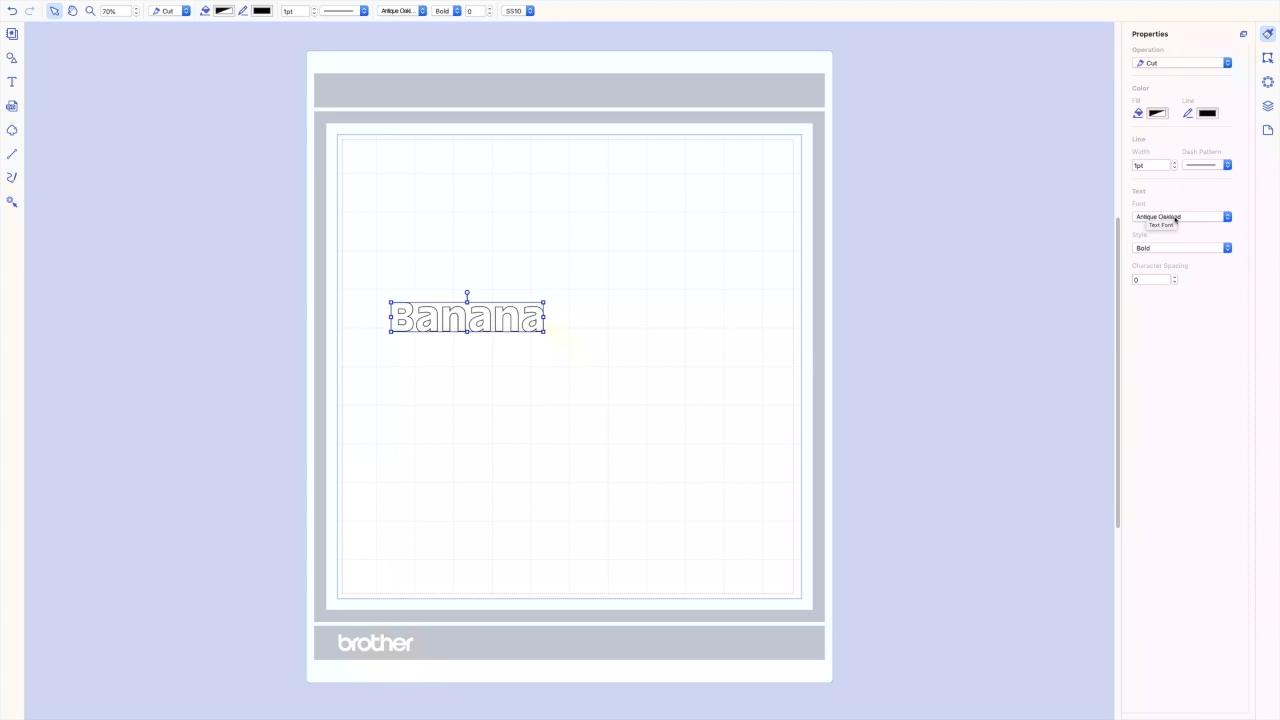 70%
Cut
1pt
Antique Oakl...
Bold
0
SS10
Properties
Operation
Cut
Color
Fill
Line
Line
Width
Dash Pattern
1pt
Text
Font
Antique Oakland
Text Font
Style
Bold
Character Spacing
0
Banana
brother